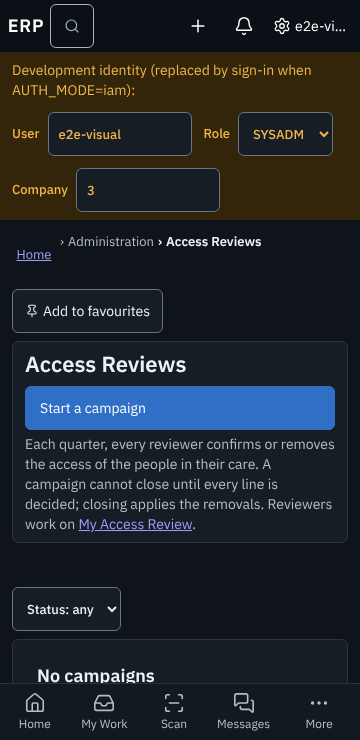 ERP e2e-vi...
Development identity (replaced by sign-in when
AUTH_MODE=iam):
User e2e-visual Role SYSADM
Company 3
Home › Administration › Access Reviews
Add to favourites
Access Reviews
Start a campaign
Each quarter, every reviewer confirms or removes
the access of the people in their care. A
campaign cannot close until every line is
decided; closing applies the removals. Reviewers
work on My Access Review.
Status: any
No campaigns
Home My Work Scan Messages More